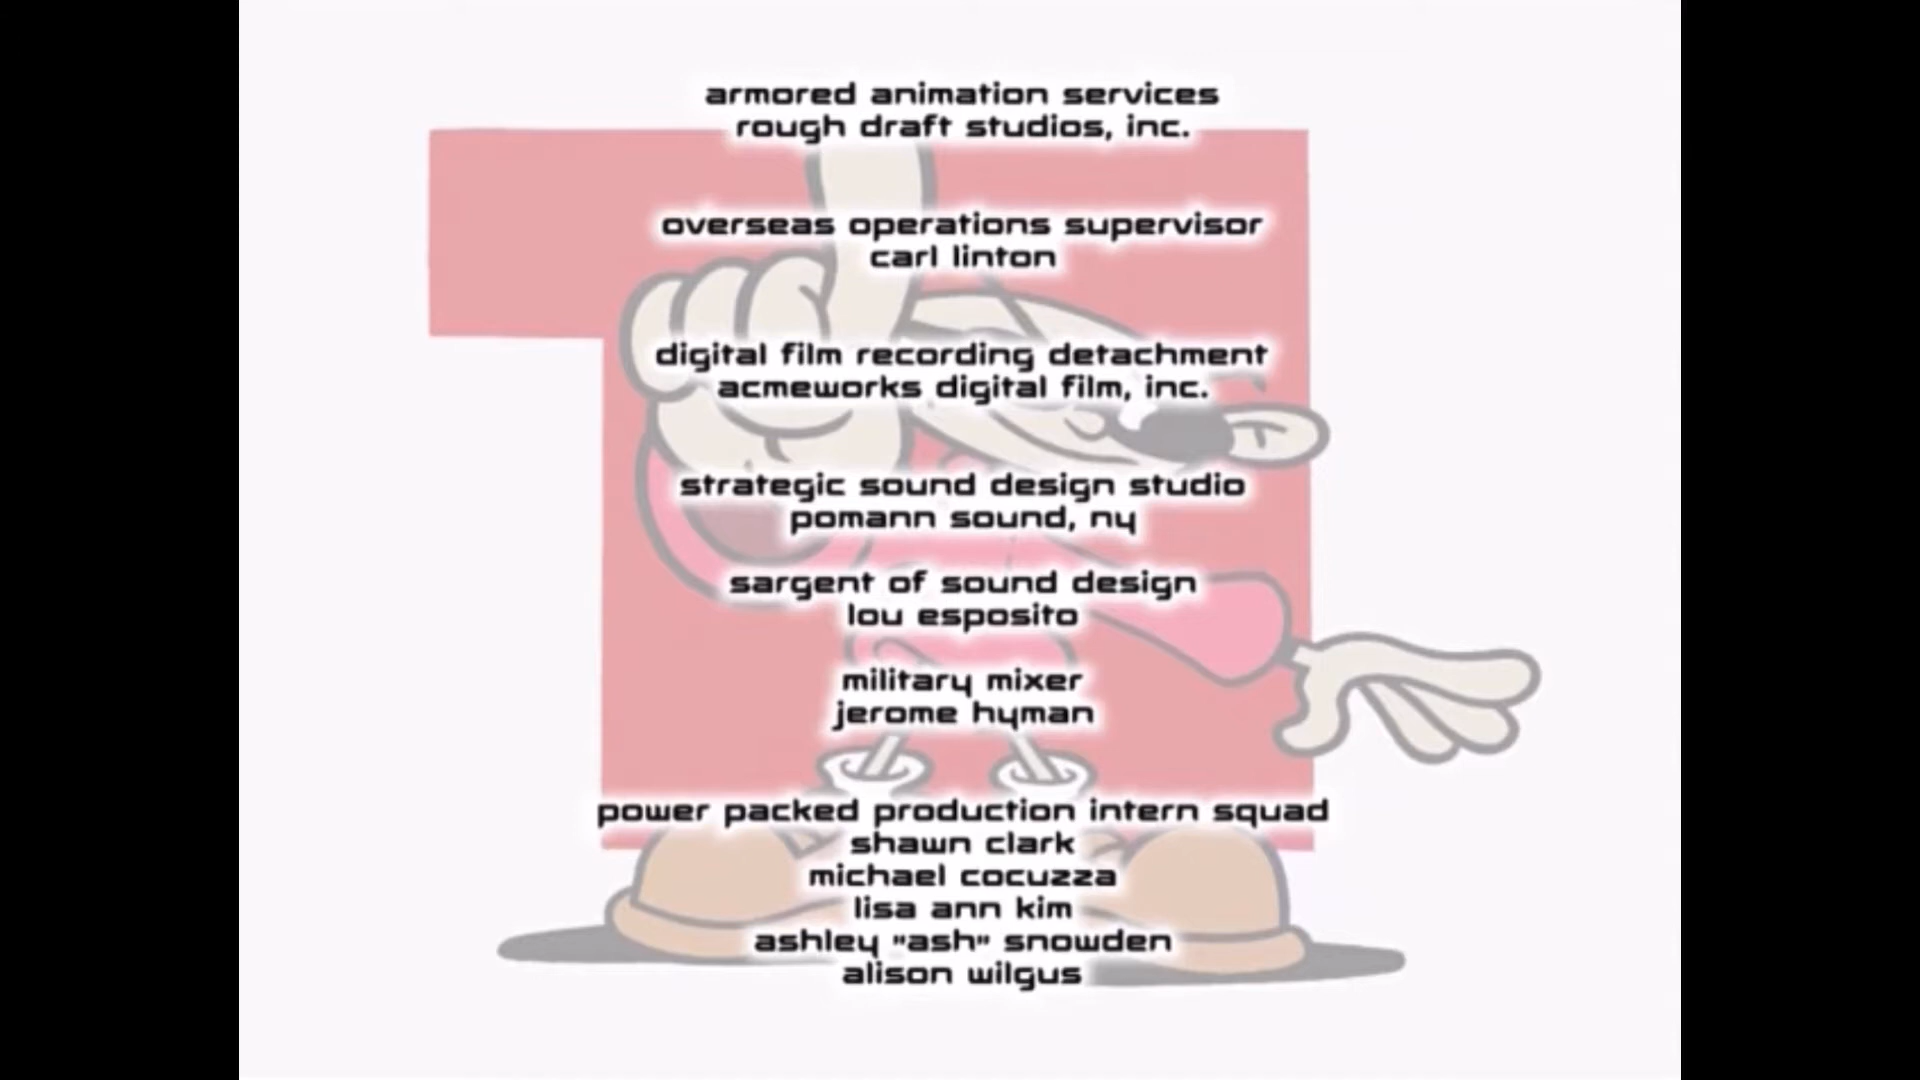 armored animation services
rough draft studios, inc.
overseas operations supervisor
carl linton
digital film recording detachment
acmeworks digital film, inc.
strategic sound design studio
pomann sound, ny
sargent of sound design
lou esposito
military mixer
jerome hyman
power packed production intern squad
shawn clark
michael cocuzza
lisa ann kim
ashley "ash" snowden
alison wilgus